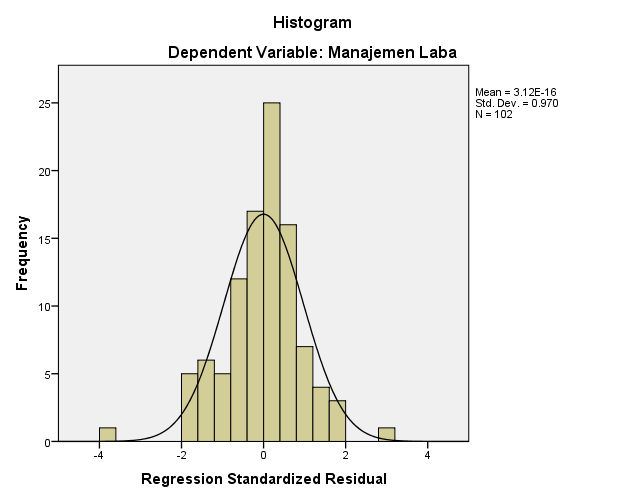 Histogram
Dependent Variable: Manajemen Laba
Mean = 3.12E-16
Std. Dev. = 0.970
N = 102
25
20
15
10
5
0
Frequency
-4
-2
0
2
4
Regression Standardized Residual